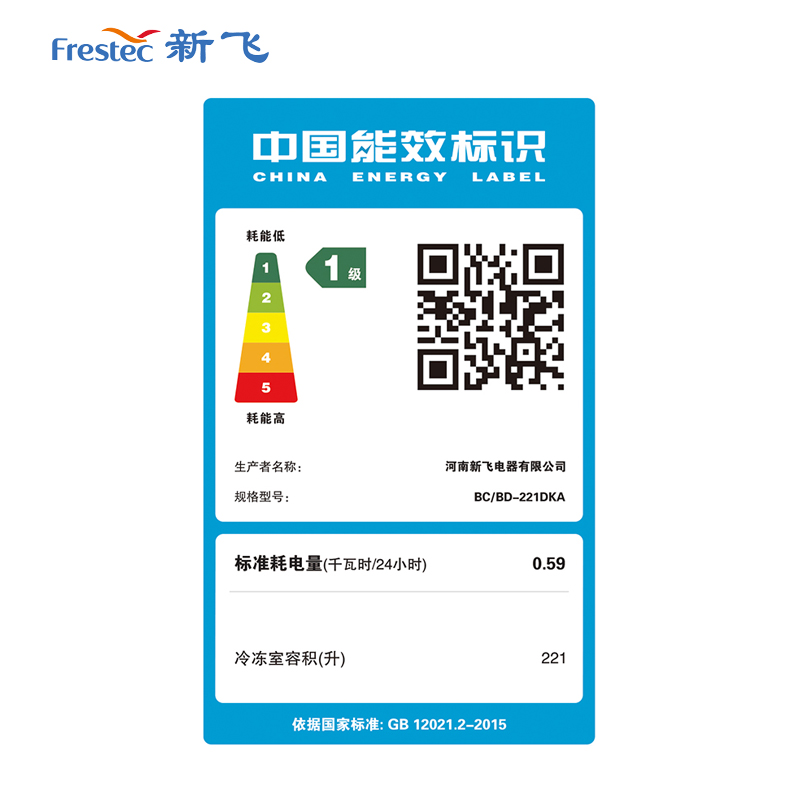 Frestec 新飞
中国能效标识
CHINA ENERGY LABEL
耗能低
1
1级
2
3
4
5
耗能高
生产者名称: 河南新飞电器有限公司
规格型号: BC/BD-221DKA
标准耗电量(千瓦时/24小时) 0.59
冷冻室容积(升) 221
依据国家标准: GB 12021.2-2015